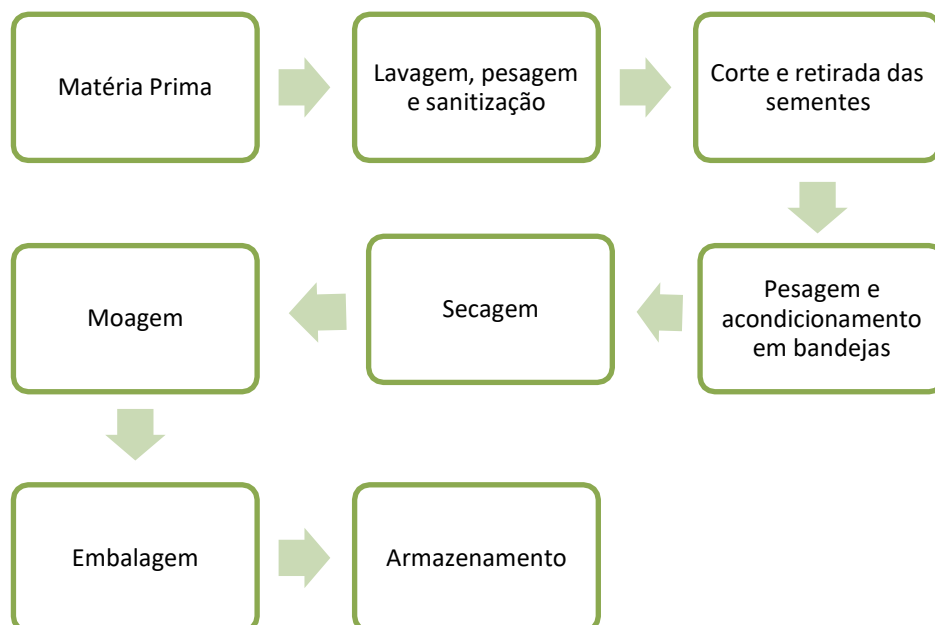 Matéria Prima
Lavagem, pesagem
e sanitização
Corte e retirada das
sementes
Pesagem e
acondicionamento
em bandejas
Secagem
Moagem
Embalagem
Armazenamento